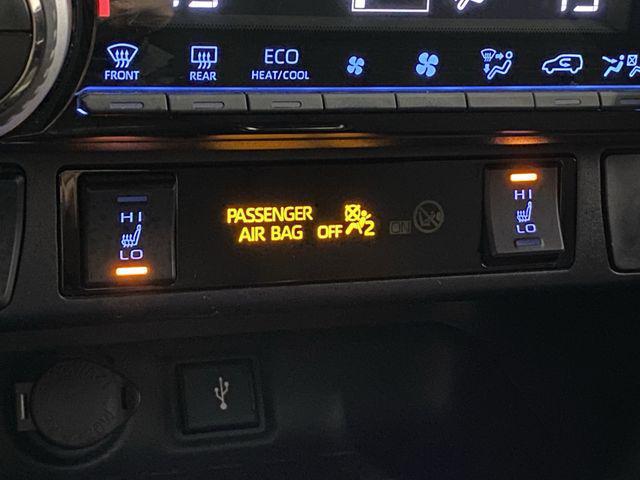 FRONT
REAR
ECO
HEAT/COOL
HI
LO
PASSENGER
AIR BAG OFF 2
ON
HI
LO